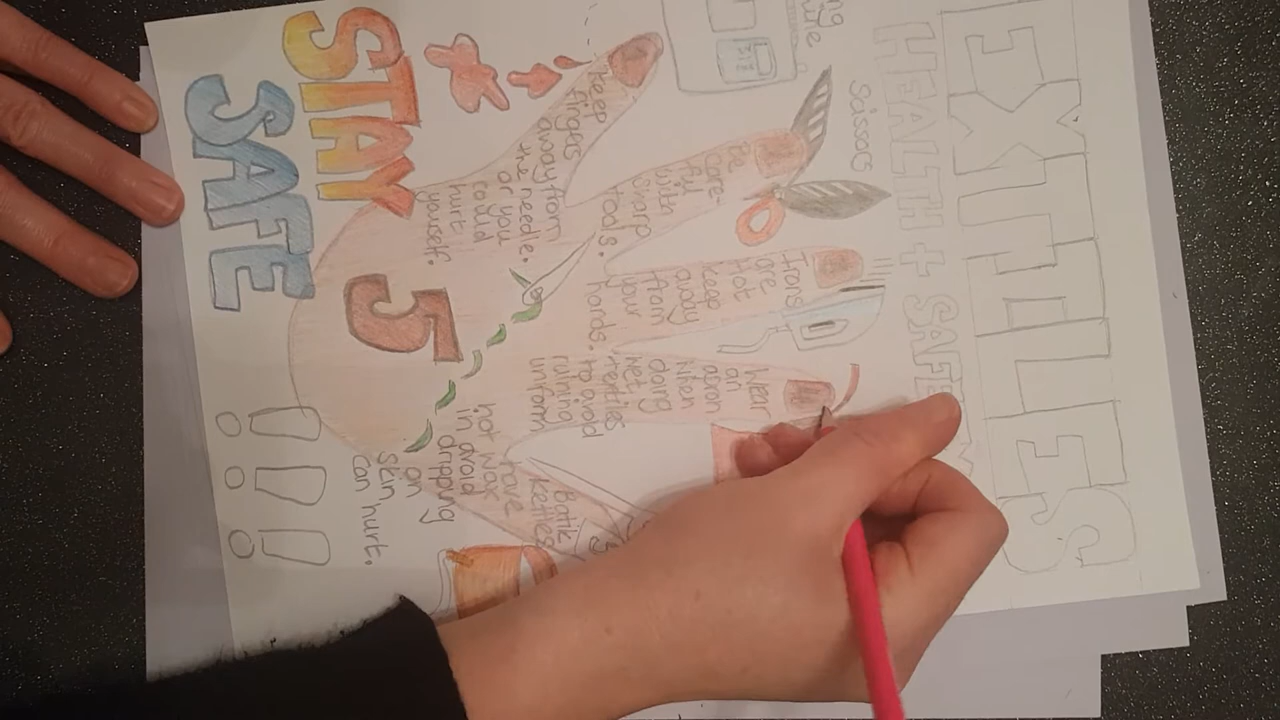 EXTILES
HEALTH + SAFE
Scissors
keep
fingers
away from
the needle.
or you
could
hurt
yourself.
Be
care-
ful
with
sharp
tools.
Irons
are
hot
keep
away
from
your
hands.
Wear
an
apron
when
doing
wet
textiles
to avoid
ruining
uniform
Batik
Kettles
have
hot wax
in avoid
dripping
on
skin
can hurt.
5
STAY
SAFE !!!